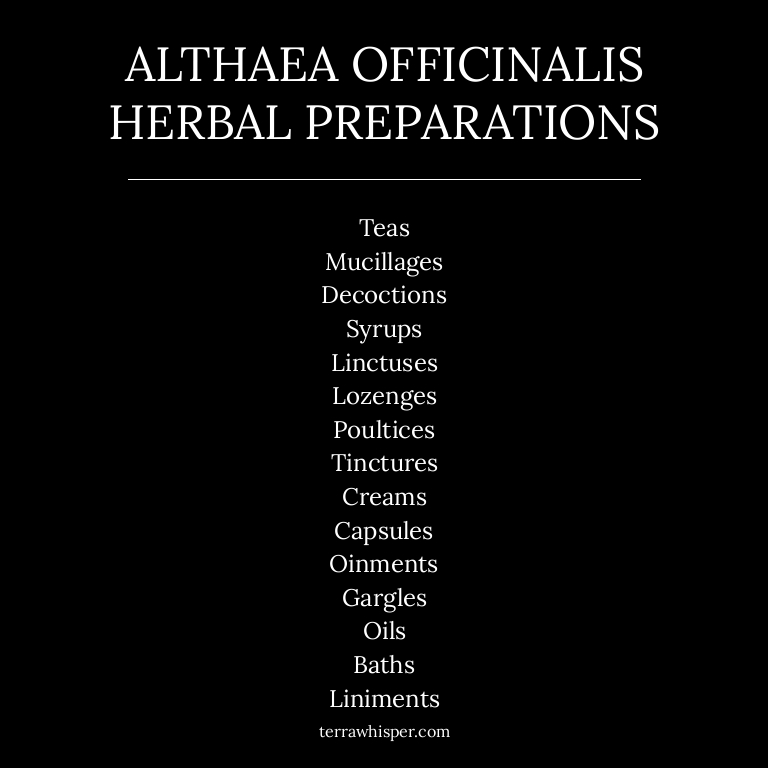 ALTHAEA OFFICINALIS
HERBAL PREPARATIONS
Teas
Mucillages
Decoctions
Syrups
Linctuses
Lozenges
Poultices
Tinctures
Creams
Capsules
Oinments
Gargles
Oils
Baths
Liniments
terrawhisper.com